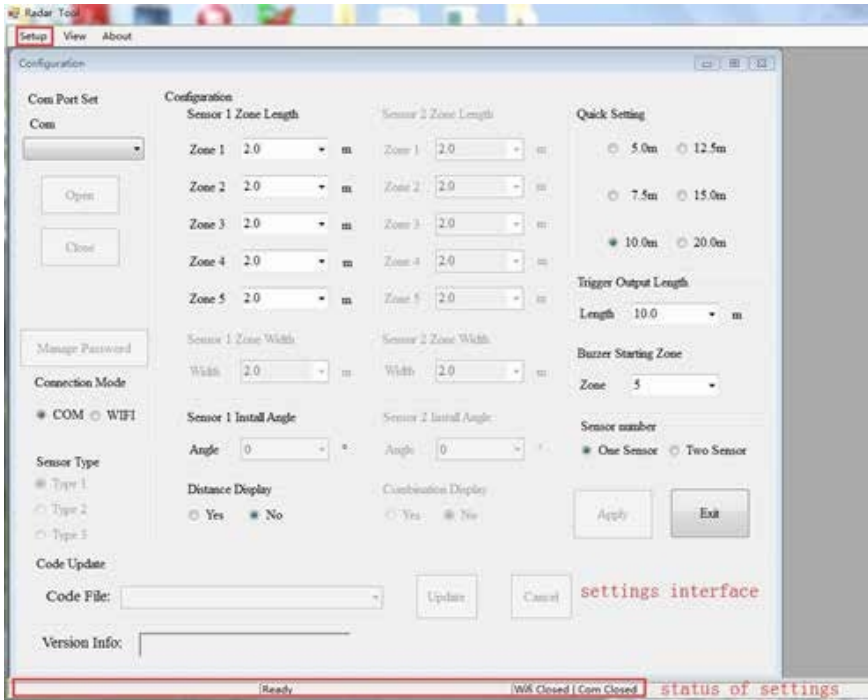 Radar Tool
Setup View About
Configuration
Com Port Set
Com
Open
Close
Manage Password
Connection Mode
COM WIFI
Sensor Type
Type 1
Type 2
Type 3
Configuration
Sensor 1 Zone Length
Zone 1 2.0 m
Zone 2 2.0 m
Zone 3 2.0 m
Zone 4 2.0 m
Zone 5 2.0 m
Sensor 1 Zone Width
Width 2.0 m
Sensor 1 Install Angle
Angle 0 °
Distance Display
Yes No
Sensor 2 Zone Length
Zone 1 2.0 m
Zone 2 2.0 m
Zone 3 2.0 m
Zone 4 2.0 m
Zone 5 2.0 m
Sensor 2 Zone Width
Width 2.0 m
Sensor 2 Install Angle
Angle 0 °
Combination Display
Yes No
Quick Setting
5.0m 12.5m
7.5m 15.0m
10.0m 20.0m
Trigger Output Length
Length 10.0 m
Buzzer Starting Zone
Zone 5
Sensor number
One Sensor Two Sensor
Apply Exit
Code Update
Code File: Update Cancel
settings interface
Version Info:
Ready Wifi Closed | Com Closed
status of settings